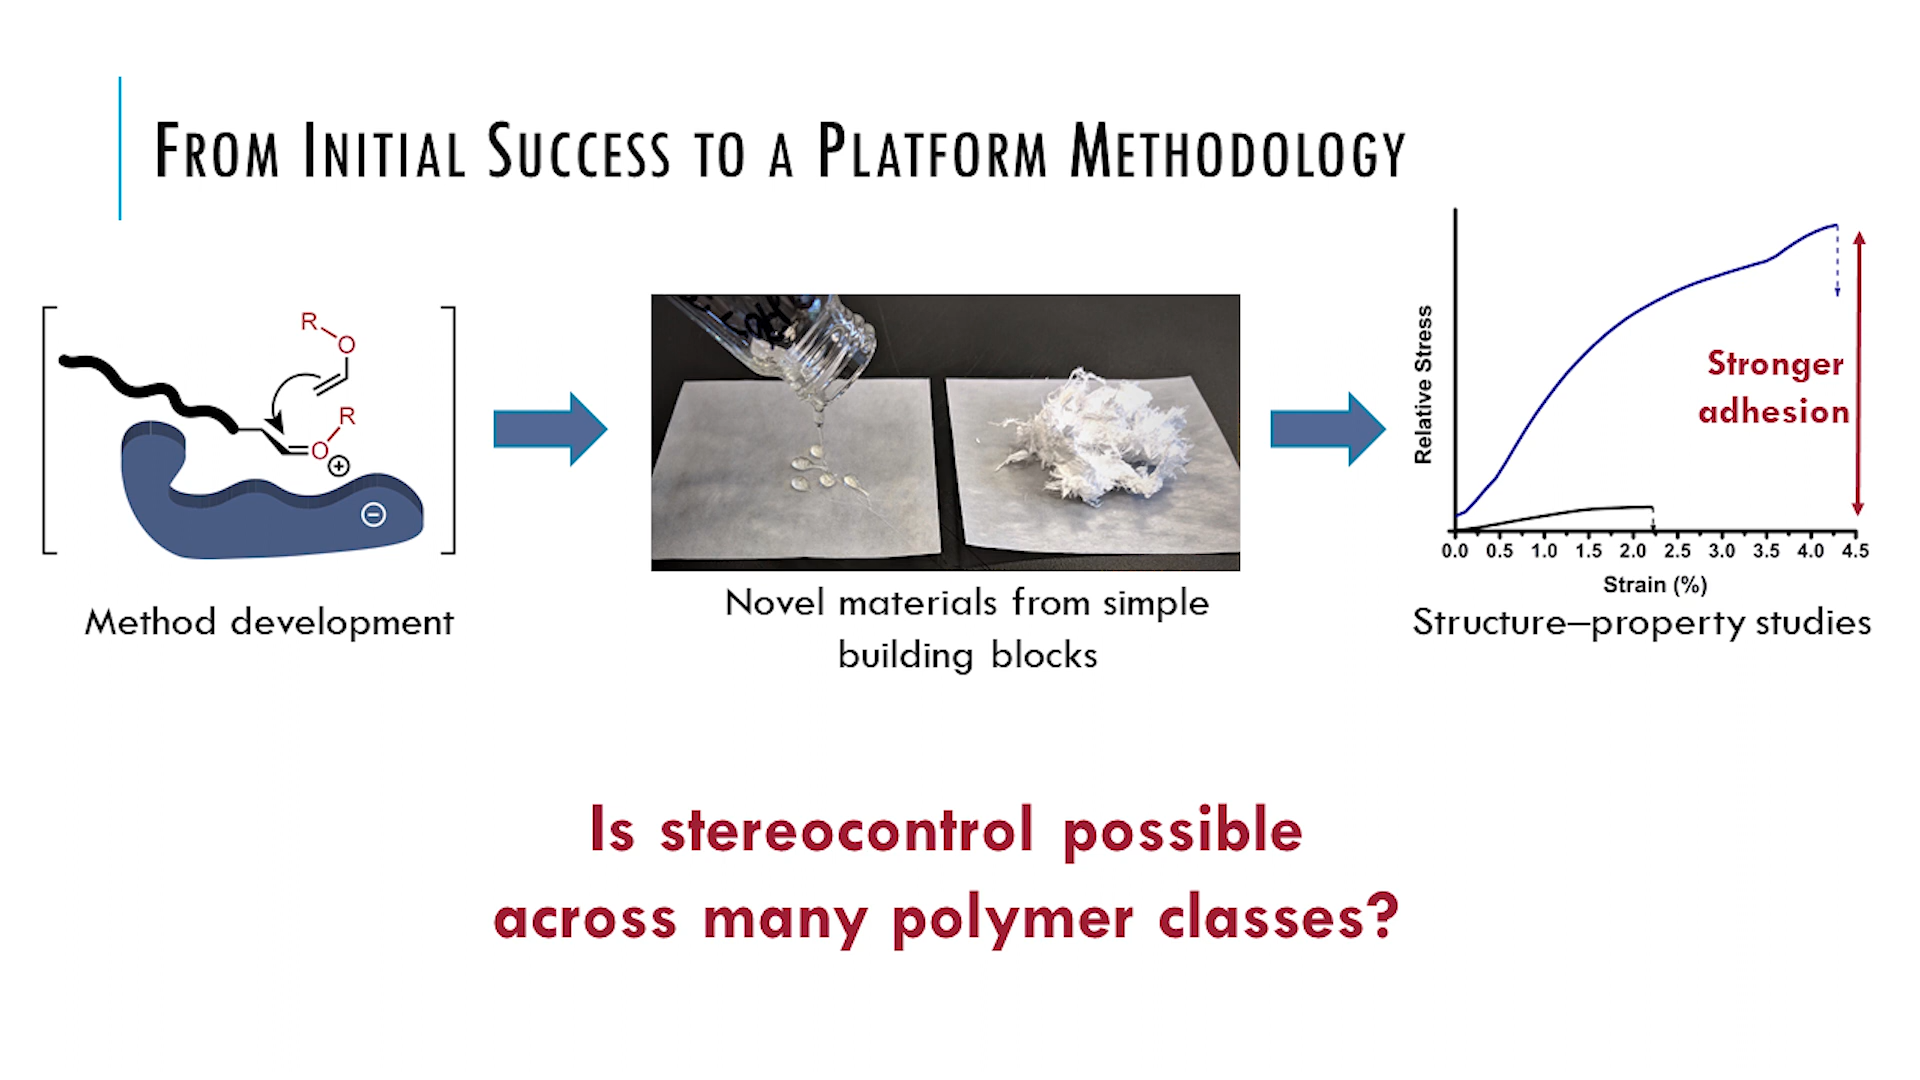 FROM INITIAL SUCCESS TO A PLATFORM METHODOLOGY
R
O
R
O
+
−
Method development
Novel materials from simple
building blocks
Relative Stress
Stronger
adhesion
0.0 0.5 1.0 1.5 2.0 2.5 3.0 3.5 4.0 4.5
Strain (%)
Structure–property studies
Is stereocontrol possible
across many polymer classes?